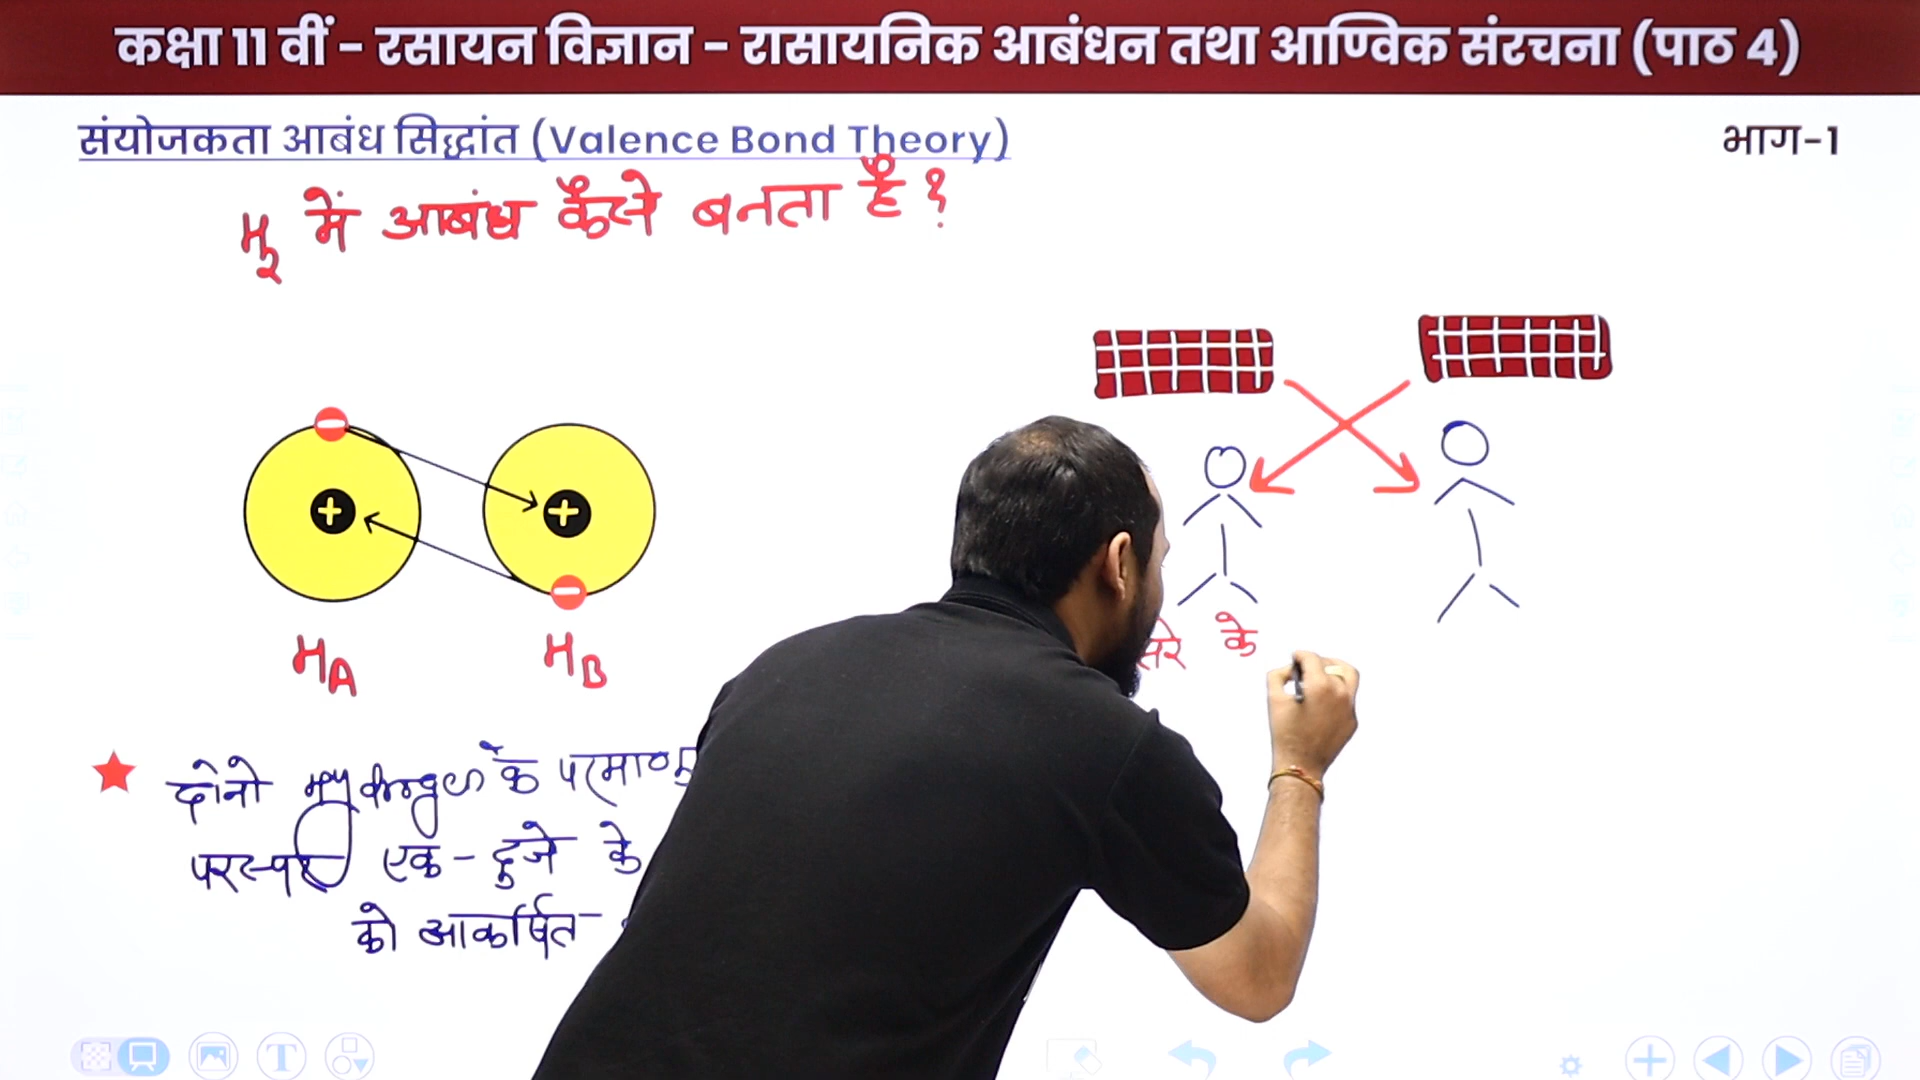 कक्षा 11 वीं - रसायन विज्ञान - रासायनिक आबंधन तथा आण्विक संरचना (पाठ 4)
संयोजकता आबंध सिद्धांत (Valence Bond Theory)
भाग-1
H₂ में आबंध कैसे बनता है ?
H_A
H_B
सरे के
दोनो के परमाणु
परस्पर एक-दुजे के
को आकर्षित